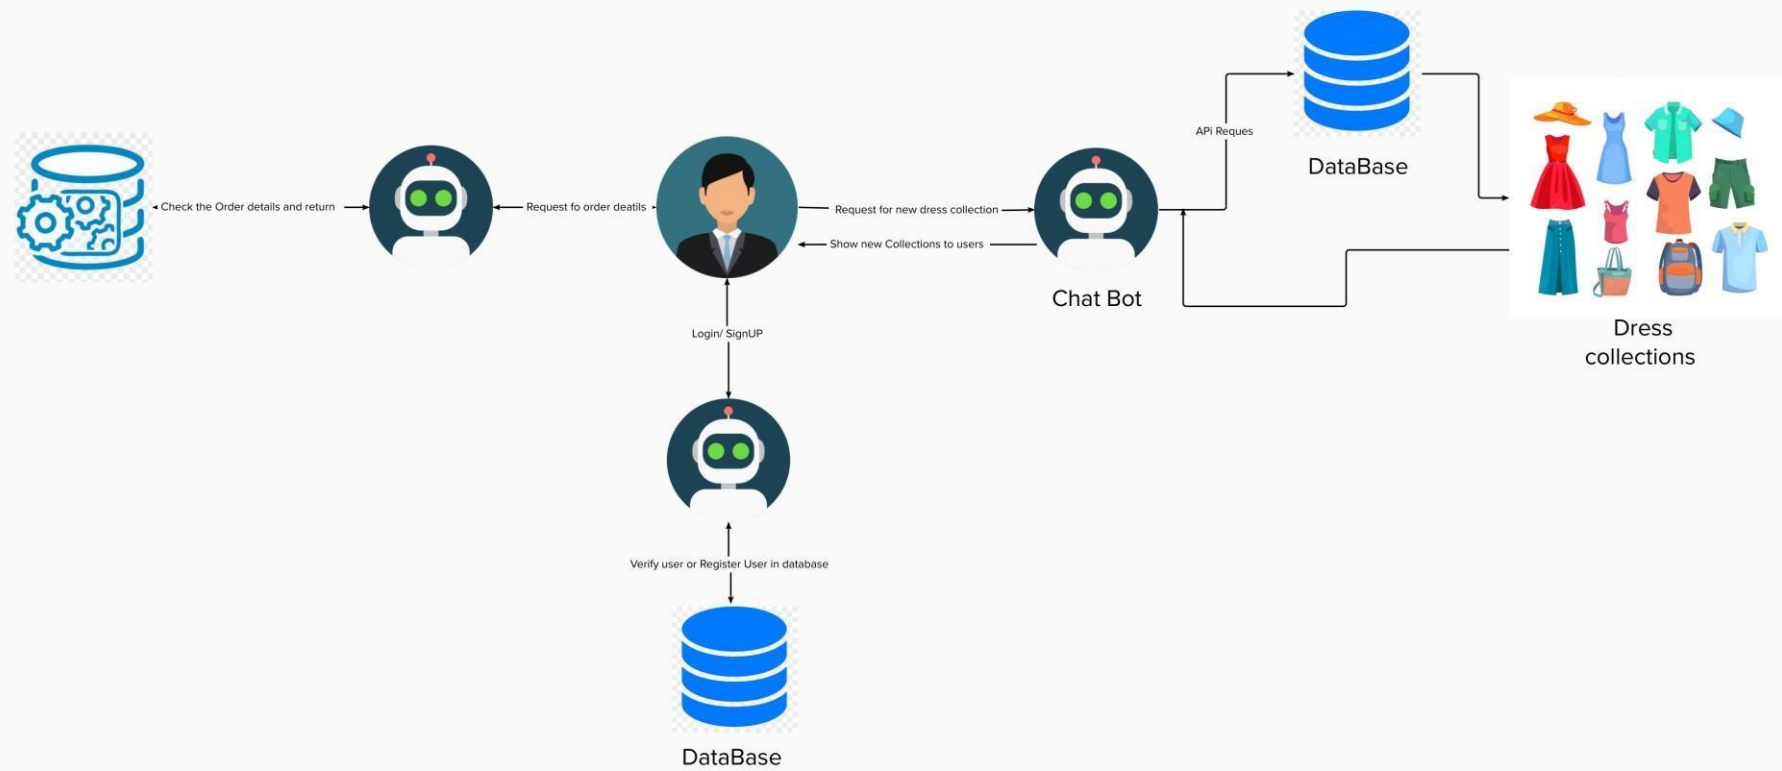 APi Reques
DataBase
Check the Order details and return
Request fo order deatils
Request for new dress collection
Show new Collections to users
Chat Bot
Dress
collections
Login/ SignUP
Verify user or Register User in database
DataBase